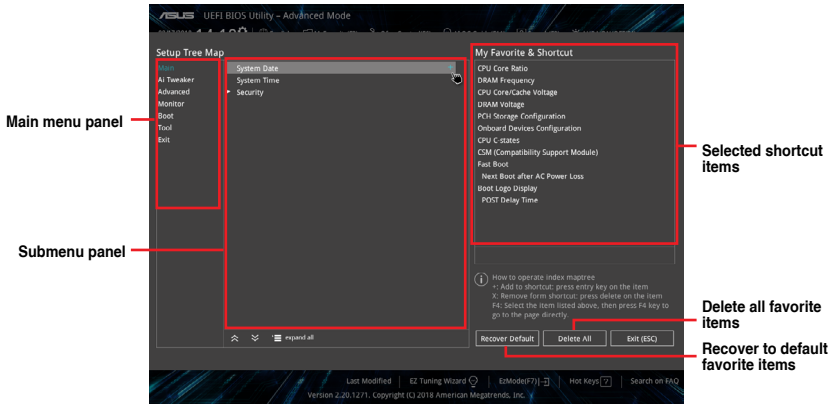 ASUS UEFI BIOS Utility – Advanced Mode
Setup Tree Map
Main
Ai Tweaker
Advanced
Monitor
Boot
Tool
Exit
System Date
System Time
Security
expand all
My Favorite & Shortcut
CPU Core Ratio
DRAM Frequency
CPU Core/Cache Voltage
DRAM Voltage
PCH Storage Configuration
Onboard Devices Configuration
CPU C-states
CSM (Compatibility Support Module)
Fast Boot
Next Boot after AC Power Loss
Boot Logo Display
POST Delay Time
How to operate index maptree
+: Add to shortcut: press entry key on the item
X: Remove form shortcut: press delete on the item
F4: Select the item listed above, then press F4 key to
go to the page directly.
Recover Default
Delete All
Exit (ESC)
Last Modified
EZ Tuning Wizard
EzMode(F7)
Hot Keys ?
Search on FAQ
Version 2.20.1271. Copyright (C) 2018 American Megatrends, Inc.
Main menu panel
Submenu panel
Selected shortcut
items
Delete all favorite
items
Recover to default
favorite items